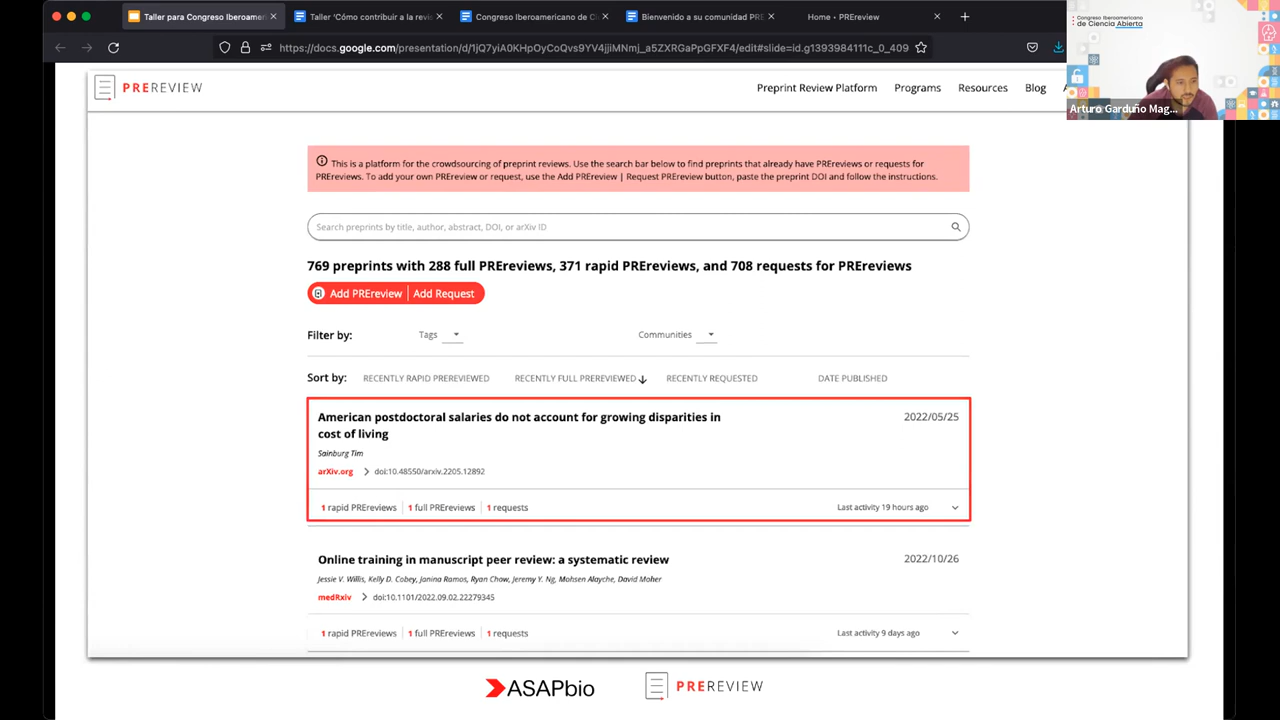 Taller para Congreso Iberoamer
Taller 'Cómo contribuir a la revis
Congreso Iberoamericano de C
Bienvenido a su comunidad PRE
Home • PREreview
https://docs.google.com/presentation/d/1jQ7yiA0KHpOyCoQvs9YV4jjiMNmj_a5ZXRGaPpGFXF4/edit#slide=id.g1393984111c_0_409
Congreso Iberoamericano
de Ciencia Abierta
Arturo Garduño Mag...
PREREVIEW
Preprint Review Platform
Programs
Resources
Blog
This is a platform for the crowdsourcing of preprint reviews. Use the search bar below to find preprints that already have PREreviews or requests for
PREreviews. To add your own PREreview or request, use the Add PREreview | Request PREreview button, paste the preprint DOI and follow the instructions.
Search preprints by title, author, abstract, DOI, or arXiv ID
769 preprints with 288 full PREreviews, 371 rapid PREreviews, and 708 requests for PREreviews
Add PREreview | Add Request
Filter by: Tags Communities
Sort by: RECENTLY RAPID PREREVIEWED RECENTLY FULL PREREVIEWED RECENTLY REQUESTED DATE PUBLISHED
American postdoctoral salaries do not account for growing disparities in 2022/05/25
cost of living
Sainburg Tim
arXiv.org > doi:10.48550/arxiv.2205.12892
1 rapid PREreviews | 1 full PREreviews | 1 requests Last activity 19 hours ago
Online training in manuscript peer review: a systematic review 2022/10/26
Jessie V. Willis, Kelly D. Cobey, Janina Ramos, Ryan Chow, Jeremy Y. Ng, Mohsen Alayche, David Moher
medRxiv > doi:10.1101/2022.09.02.22279345
1 rapid PREreviews | 1 full PREreviews | 1 requests Last activity 9 days ago
ASAPbio
PREREVIEW